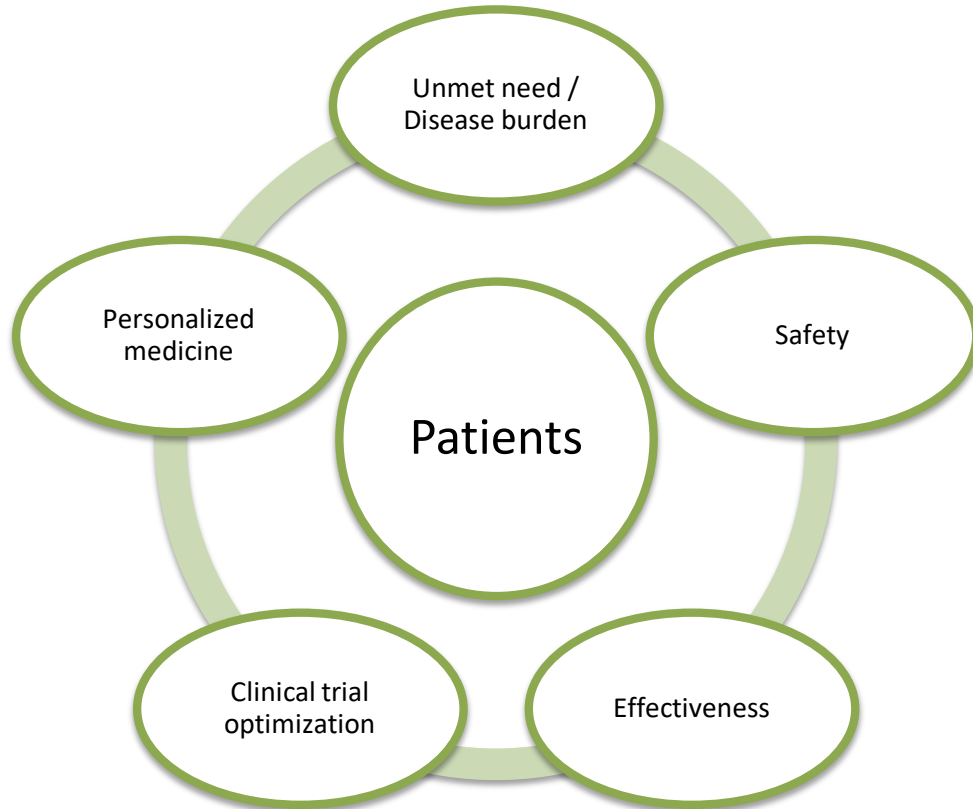 Unmet need /
Disease burden
Personalized
medicine
Safety
Patients
Clinical trial
optimization
Effectiveness